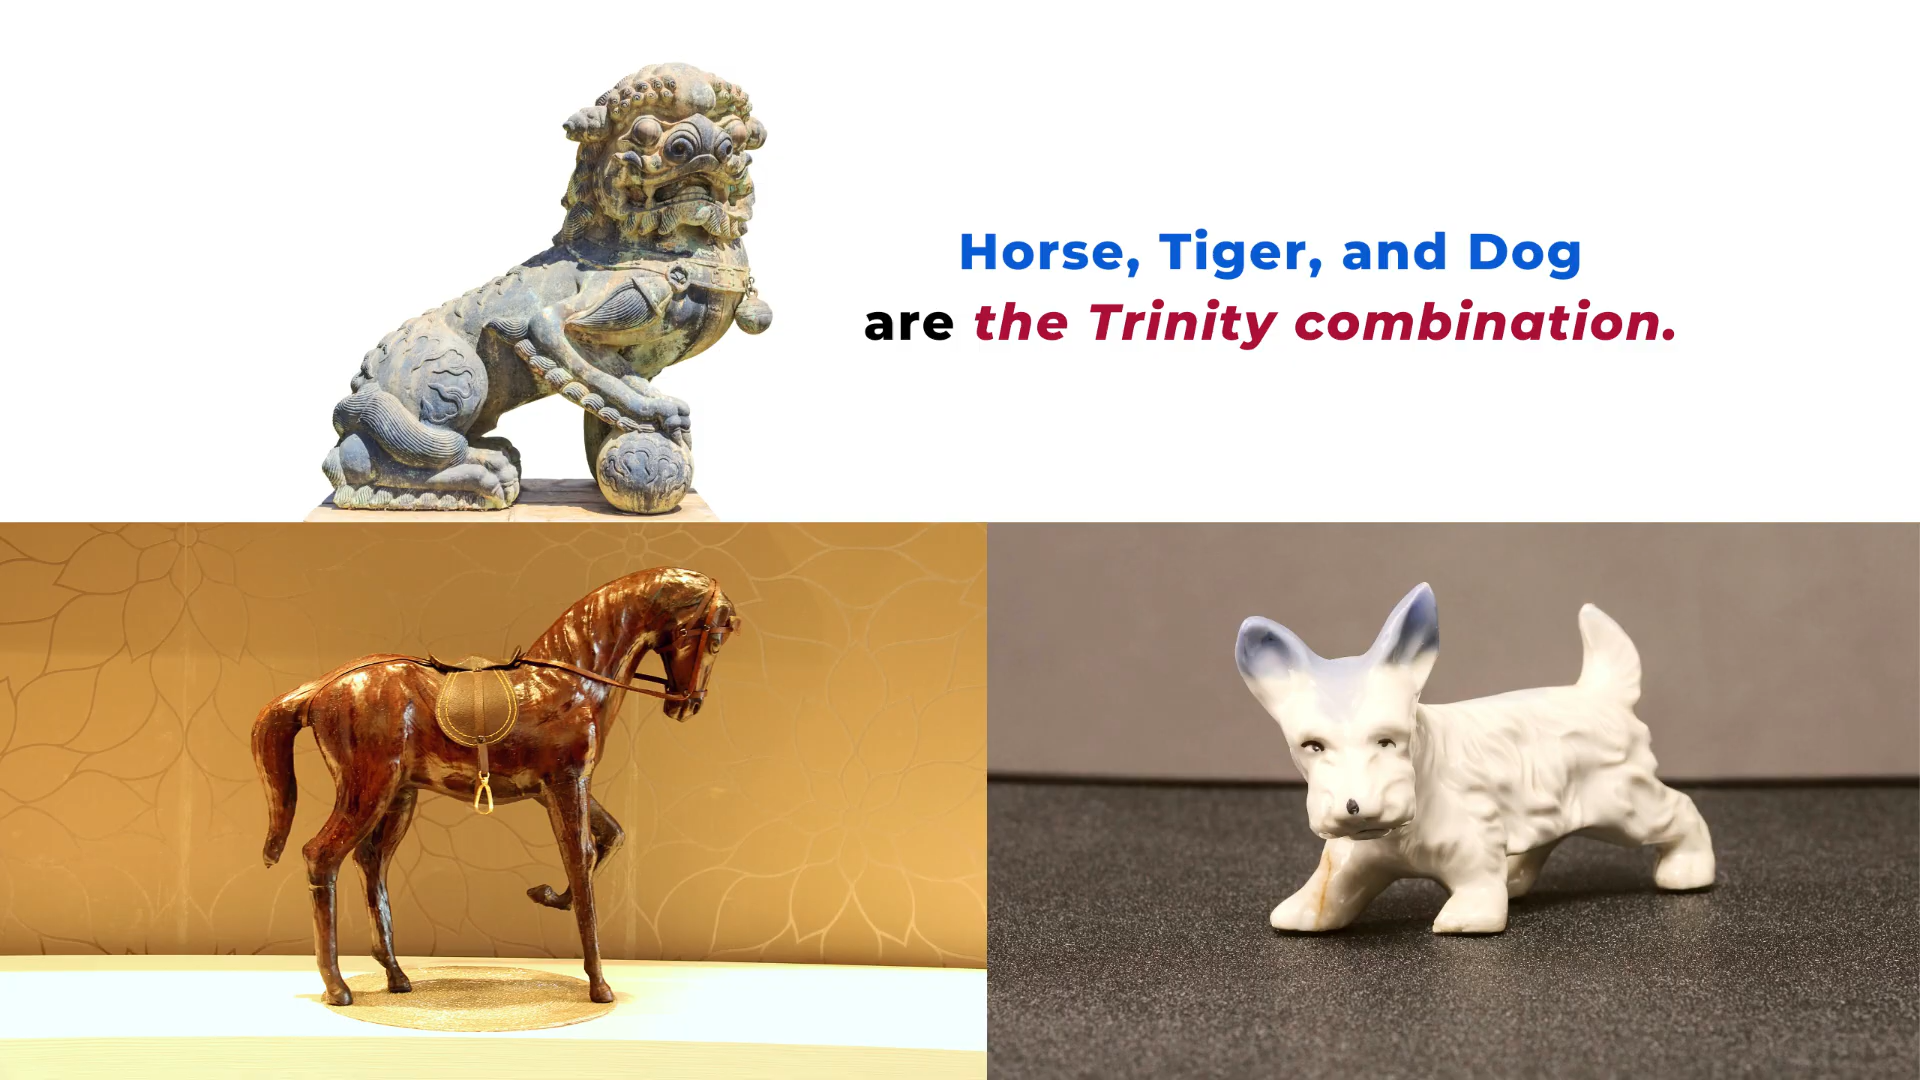 Horse, Tiger, and Dog
are the Trinity combination.